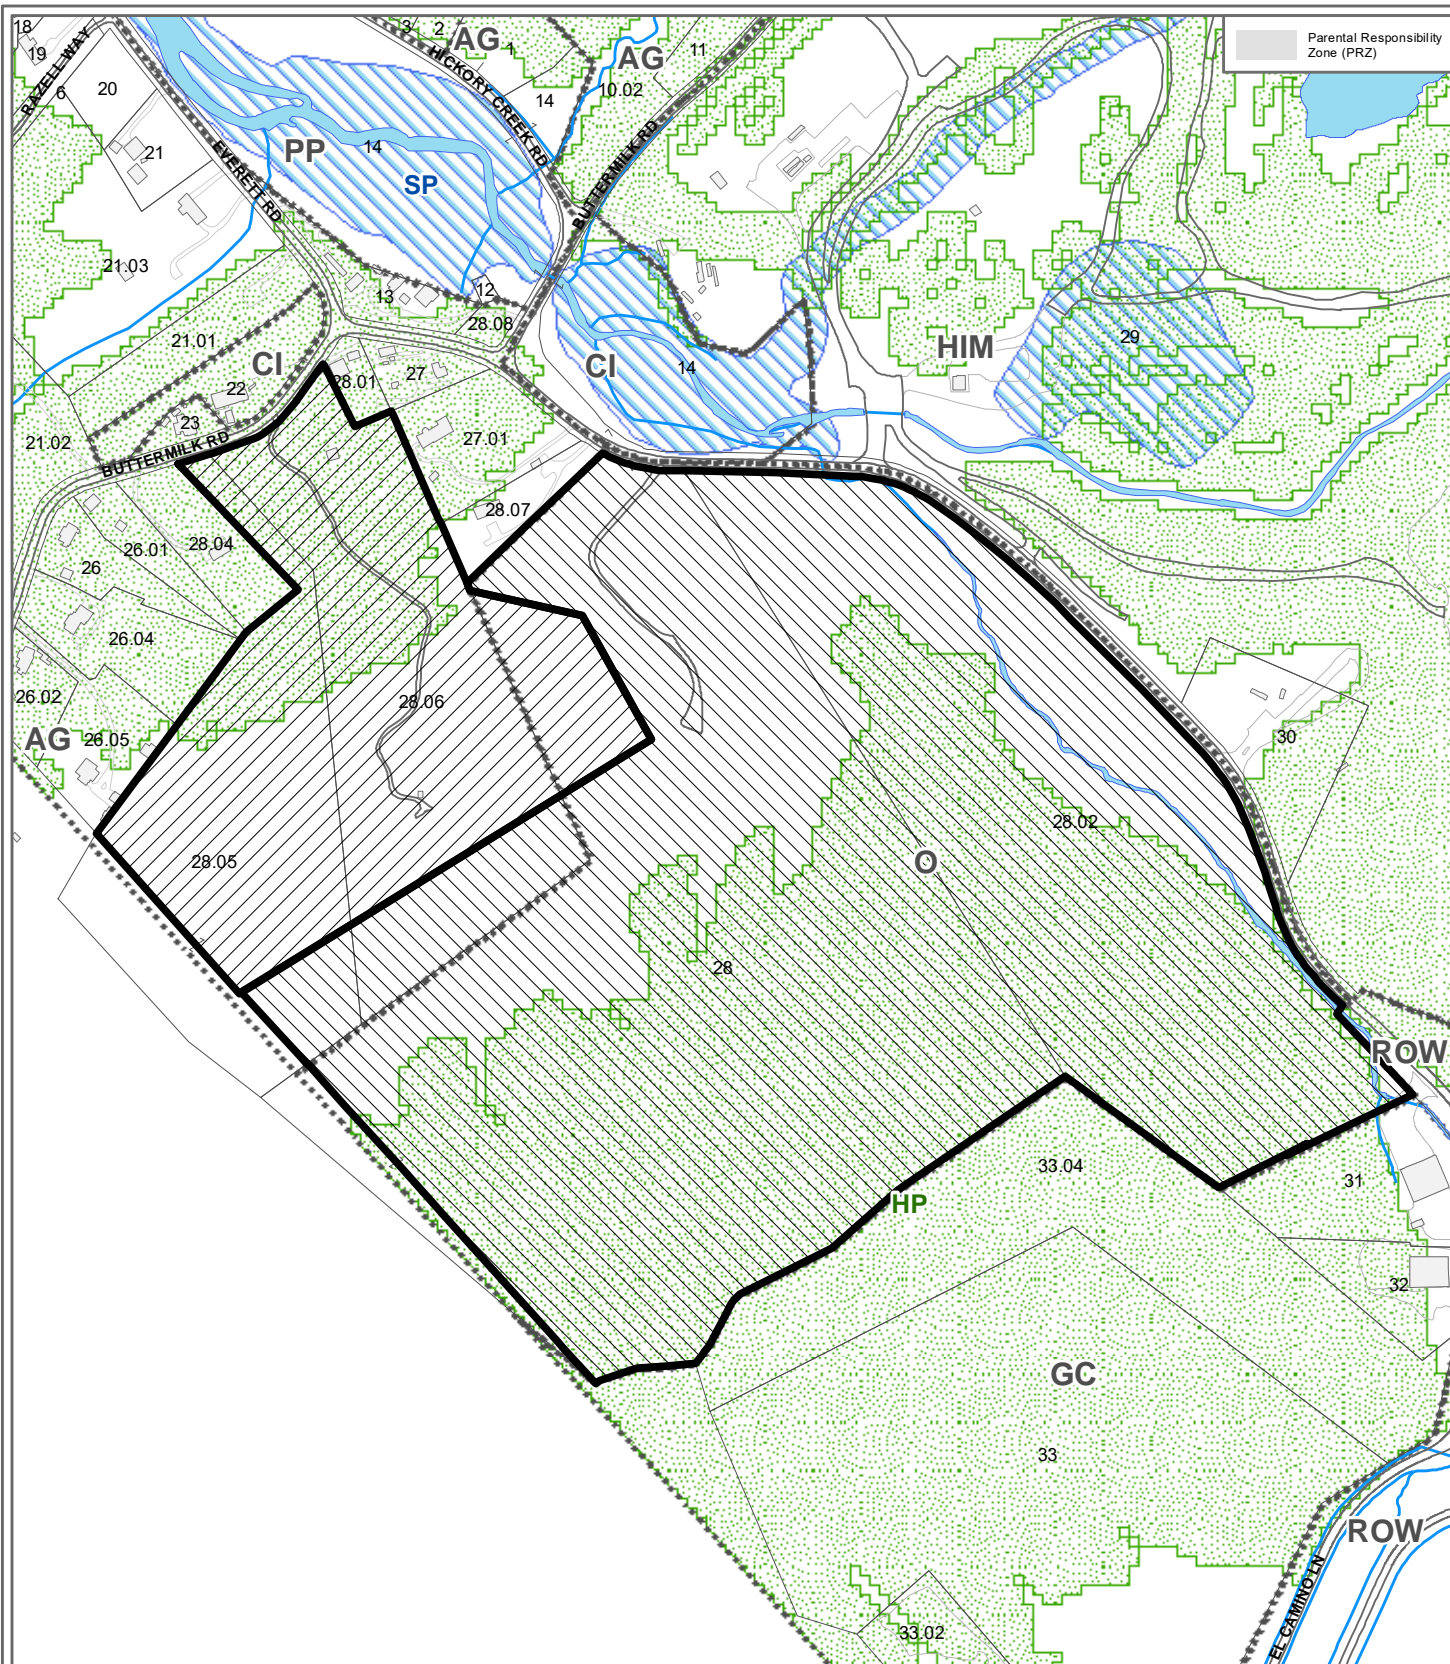 18
19
RAZELL WAY
6
20
21
21.03
EVERETT RD
PP
14
SP
3
2
AG
1
HICKORY CREEK RD
14
AG
10.02
11
BUTTERMILK RD
Parental Responsibility
Zone (PRZ)
HIM
29
13
12
28.08
21.01
CI
22
23
BUTTERMILK RD
21.02
28.01
27
27.01
28.07
CI
14
26.01
28.04
26
26.04
26.02
AG
26.05
28.06
28.05
30
28.02
O
28
ROW
33.04
HP
31
32
GC
33
ROW
EL CAMINO LN
33.02